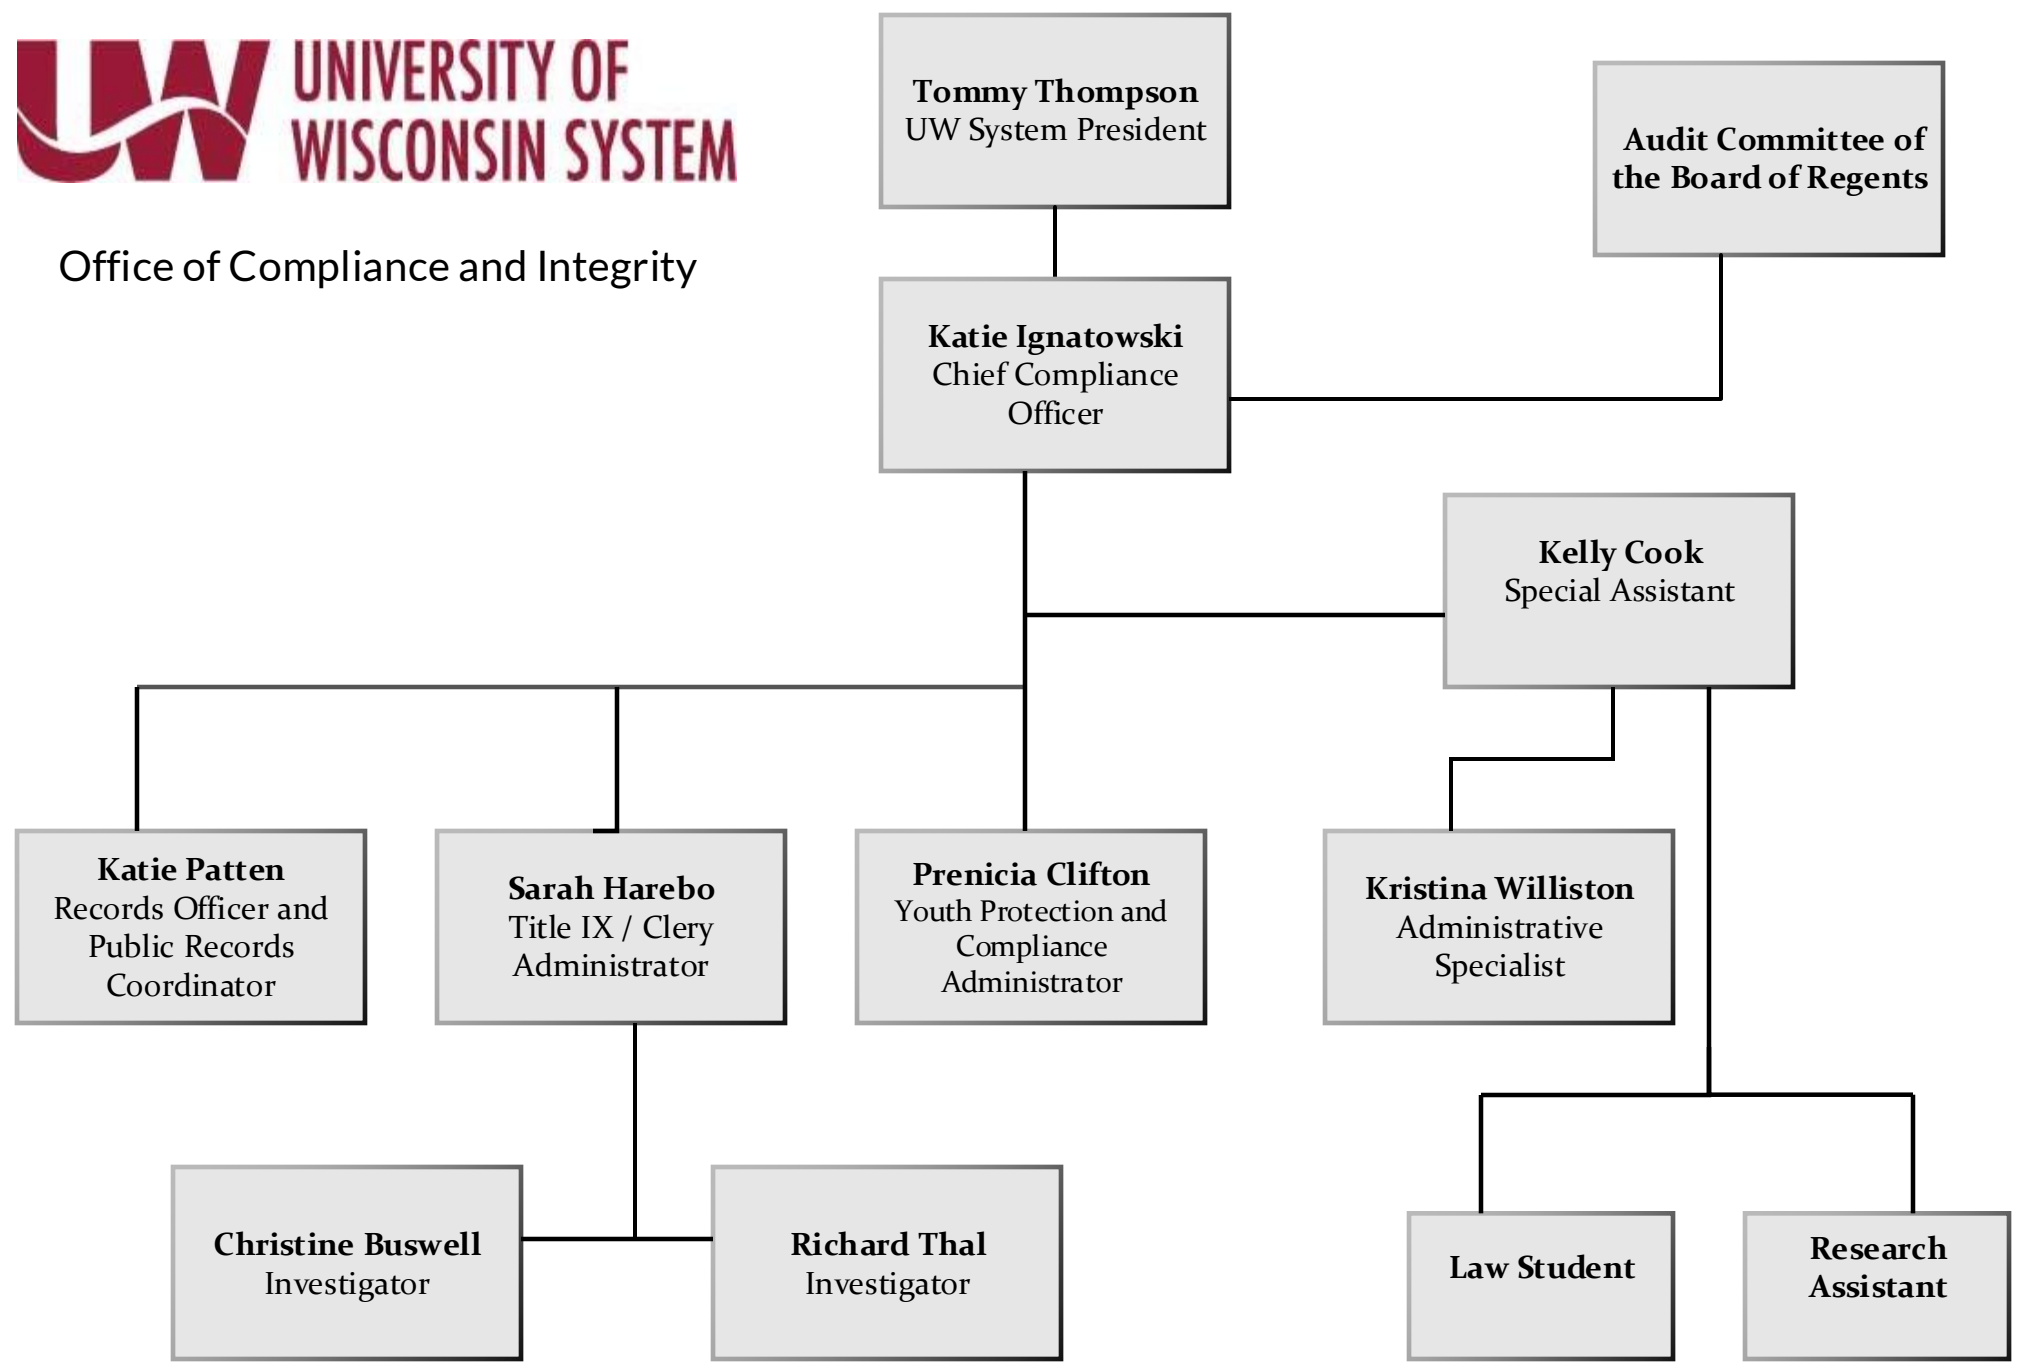 UW UNIVERSITY OF
WISCONSIN SYSTEM
Office of Compliance and Integrity
Tommy Thompson
UW System President
Audit Committee of
the Board of Regents
Katie Ignatowski
Chief Compliance
Officer
Kelly Cook
Special Assistant
Katie Patten
Records Officer and
Public Records
Coordinator
Sarah Harebo
Title IX / Clery
Administrator
Prenicia Clifton
Youth Protection and
Compliance
Administrator
Kristina Williston
Administrative
Specialist
Christine Buswell
Investigator
Richard Thal
Investigator
Law Student
Research
Assistant